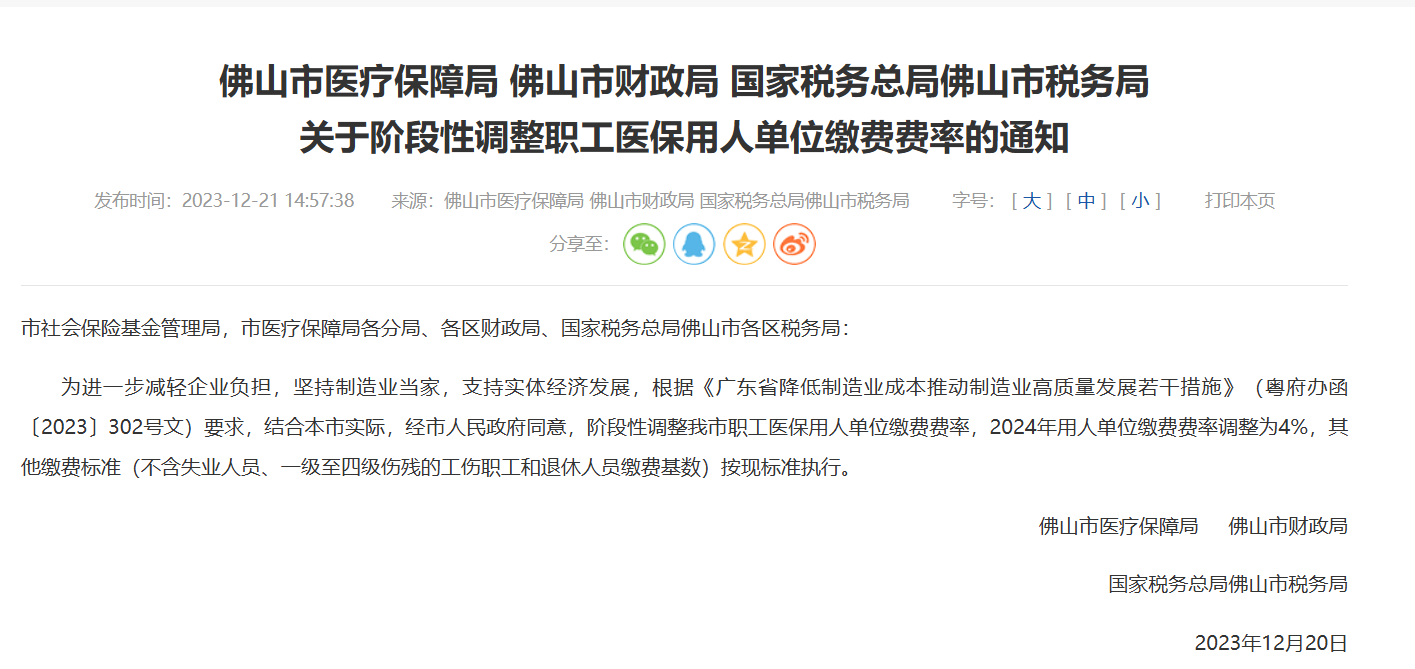 佛山市医疗保障局 佛山市财政局 国家税务总局佛山市税务局
关于阶段性调整职工医保用人单位缴费费率的通知
发布时间：2023-12-21 14:57:38 来源：佛山市医疗保障局 佛山市财政局 国家税务总局佛山市税务局 字号：[ 大 ] [ 中 ] [ 小 ] 打印本页
分享至：
市社会保险基金管理局，市医疗保障局各分局、各区财政局、国家税务总局佛山市各区税务局：
为进一步减轻企业负担，坚持制造业当家，支持实体经济发展，根据《广东省降低制造业成本推动制造业高质量发展若干措施》（粤府办函
〔2023〕302号文）要求，结合本市实际，经市人民政府同意，阶段性调整我市职工医保用人单位缴费费率，2024年用人单位缴费费率调整为4%，其
他缴费标准（不含失业人员、一级至四级伤残的工伤职工和退休人员缴费基数）按现标准执行。
佛山市医疗保障局 佛山市财政局
国家税务总局佛山市税务局
2023年12月20日